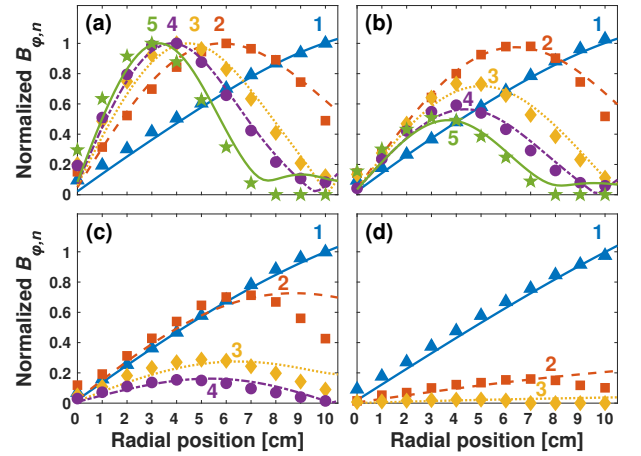 (a) 5 4 3 2 1
(b) 1 2 3 4 5
Normalized Bφ,n
1
0.8
0.6
0.4
0.2
0
(c) 1 2 3 4
(d) 1 2 3
Normalized Bφ,n
1
0.8
0.6
0.4
0.2
0
0 1 2 3 4 5 6 7 8 9 10
0 1 2 3 4 5 6 7 8 9 10
Radial position [cm]
Radial position [cm]